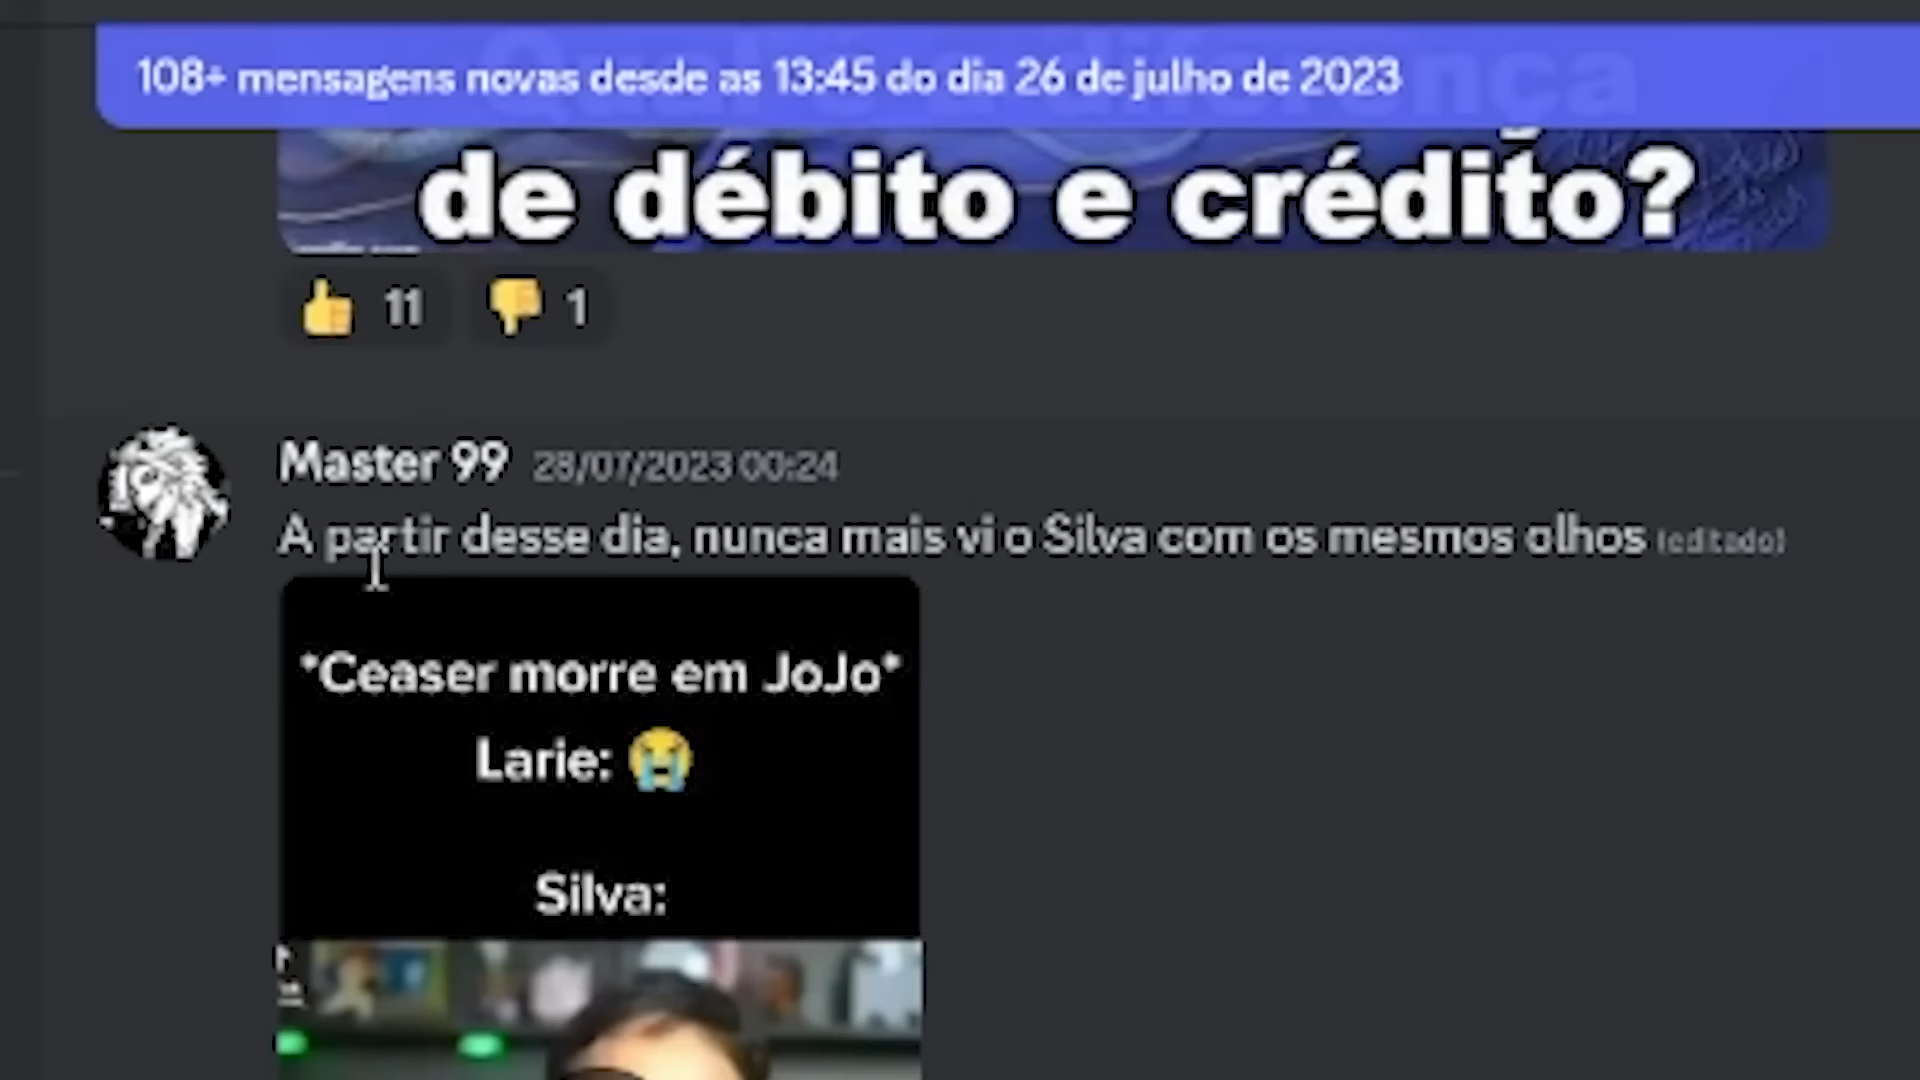 108+ mensagens novas desde as 13:45 do dia 26 de julho de 2023
Qual a diferença
de débito e crédito?
👍 11 👎 1
Master 99 28/07/2023 00:24
A partir desse dia, nunca mais vi o Silva com os mesmos olhos (editado)
*Ceaser morre em JoJo*
Larie: 😭
Silva: